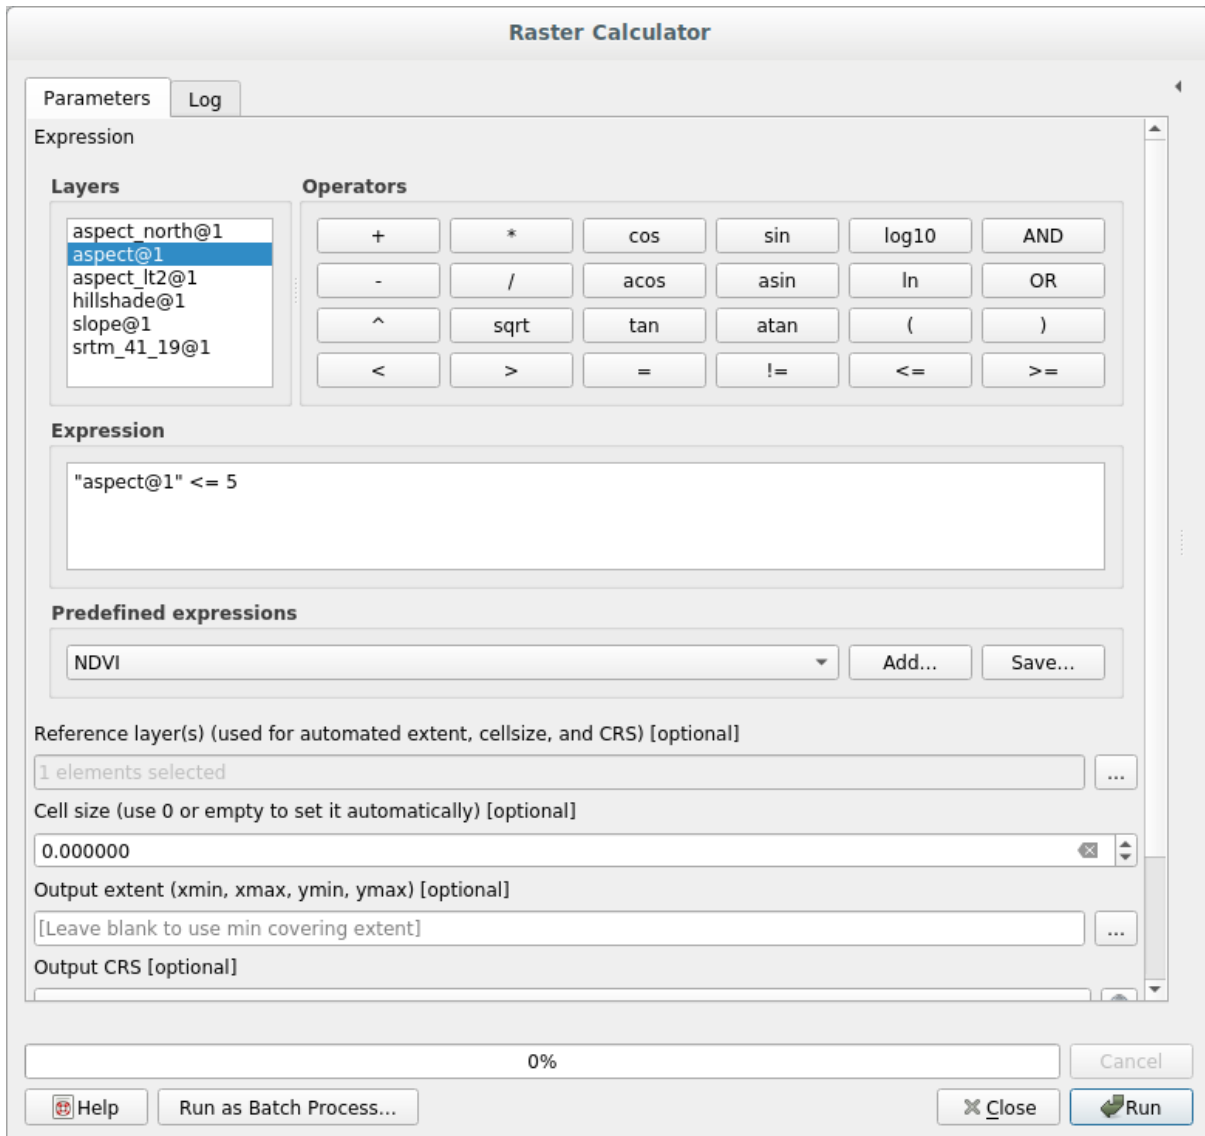 Raster Calculator
Parameters
Log
Expression
Layers
Operators
aspect_north@1
aspect@1
aspect_lt2@1
hillshade@1
slope@1
srtm_41_19@1
+ * cos sin log10 AND
- / acos asin ln OR
^ sqrt tan atan ( )
< > = != <= >=
Expression
"aspect@1" <= 5
Predefined expressions
NDVI
Add...
Save...
Reference layer(s) (used for automated extent, cellsize, and CRS) [optional]
1 elements selected
...
Cell size (use 0 or empty to set it automatically) [optional]
0.000000
Output extent (xmin, xmax, ymin, ymax) [optional]
[Leave blank to use min covering extent]
...
Output CRS [optional]
0%
Cancel
Help
Run as Batch Process...
Close
Run